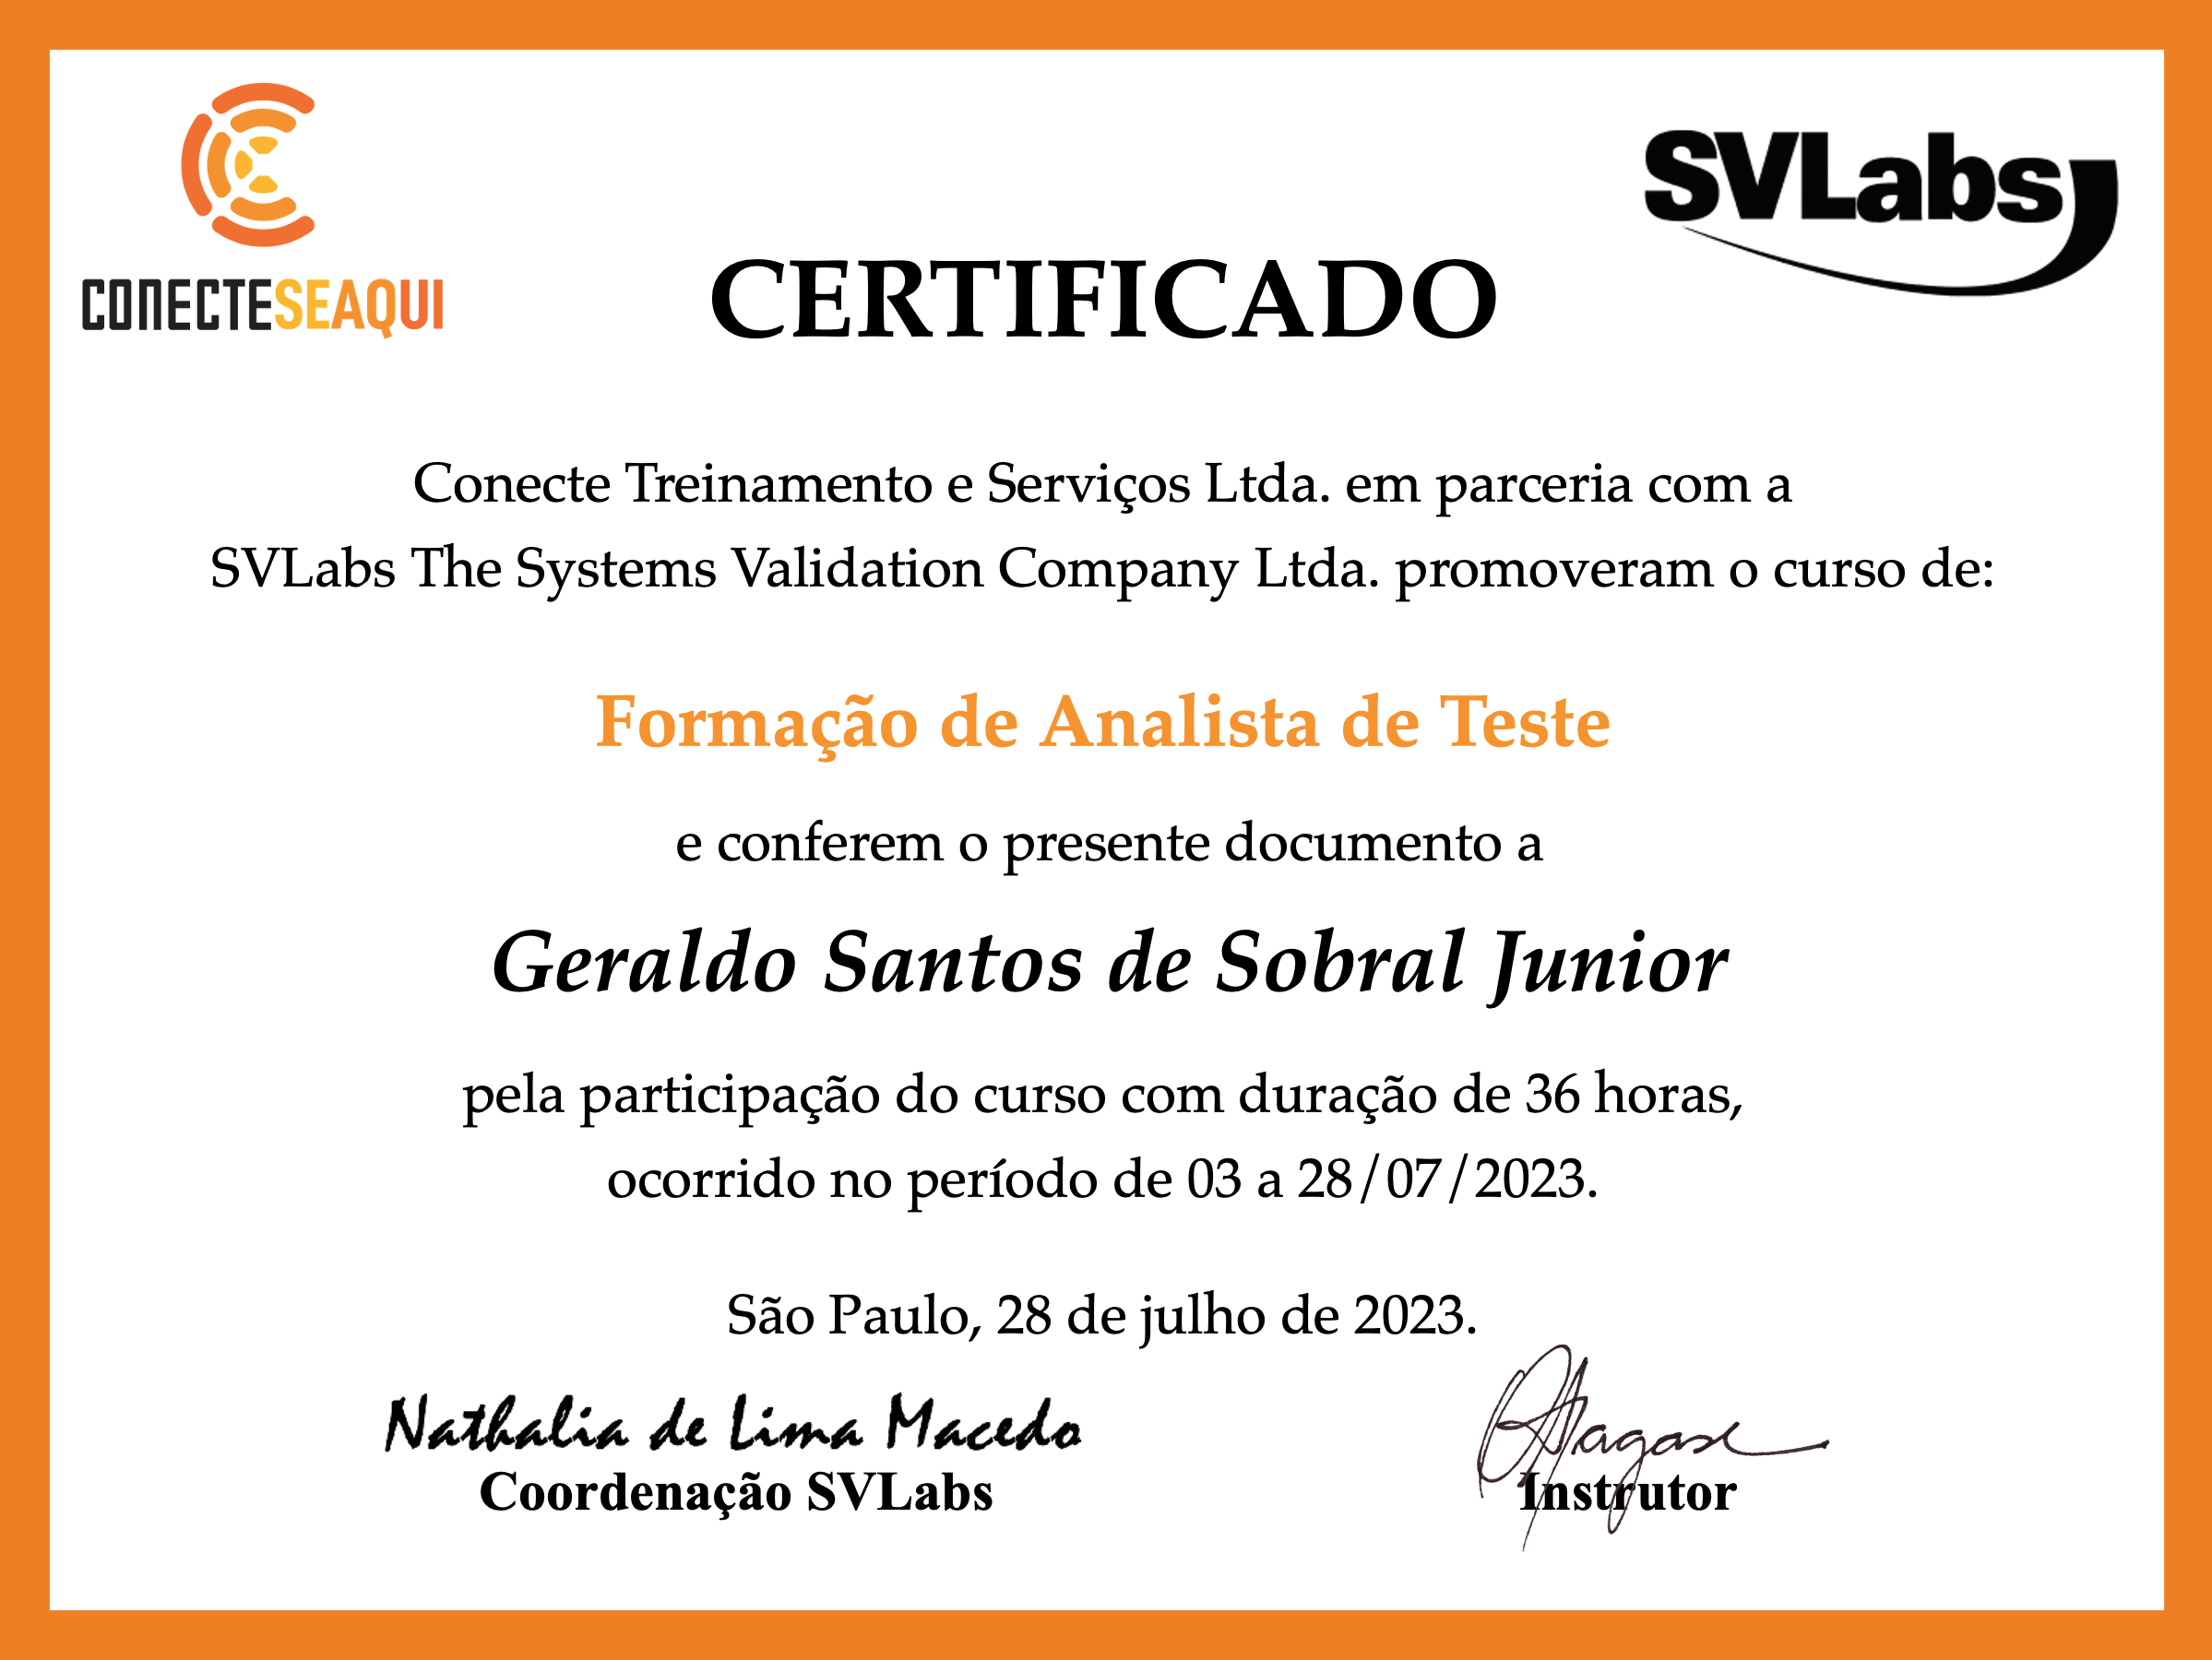 CONECTESEAQUI
SVLabs
CERTIFICADO
Conecte Treinamento e Serviços Ltda. em parceria com a
SVLabs The Systems Validation Company Ltda. promoveram o curso de:
Formação de Analista de Teste
e conferem o presente documento a
Geraldo Santos de Sobral Junior
pela participação do curso com duração de 36 horas,
ocorrido no período de 03 a 28/07/2023.
São Paulo, 28 de julho de 2023.
Nathalia de Lima Macedo
Coordenação SVLabs
Instrutor